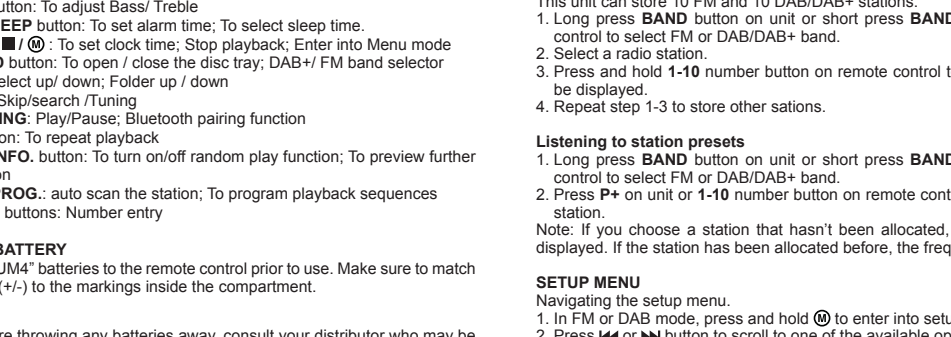 utton: To adjust Bass/ Treble
EEP button: To set alarm time; To select sleep time.
■ / Ⓜ : To set clock time; Stop playback; Enter into Menu mode
button: To open / close the disc tray; DAB+/ FM band selector
elect up/ down; Folder up / down
Skip/search /Tuning
ING: Play/Pause; Bluetooth pairing function
on: To repeat playback
NFO. button: To turn on/off random play function; To preview further
on
PROG.: auto scan the station; To program playback sequences
buttons: Number entry
BATTERY
UM4” batteries to the remote control prior to use. Make sure to match
(+/-) to the markings inside the compartment.
re throwing any batteries away, consult your distributor who may be
This unit can store 10 FM and 10 DAB/DAB+ stations.
1. Long press BAND button on unit or short press BAND
control to select FM or DAB/DAB+ band.
2. Select a radio station.
3. Press and hold 1-10 number button on remote control t
be displayed.
4. Repeat step 1-3 to store other sations.
Listening to station presets
1. Long press BAND button on unit or short press BAND
control to select FM or DAB/DAB+ band.
2. Press P+ on unit or 1-10 number button on remote cont
station.
Note: If you choose a station that hasn’t been allocated,
displayed. If the station has been allocated before, the freq
SETUP MENU
Navigating the setup menu.
1. In FM or DAB mode, press and hold Ⓜ to enter into setu
2. Press ⏮ or ⏭ button to scroll to one of the available op